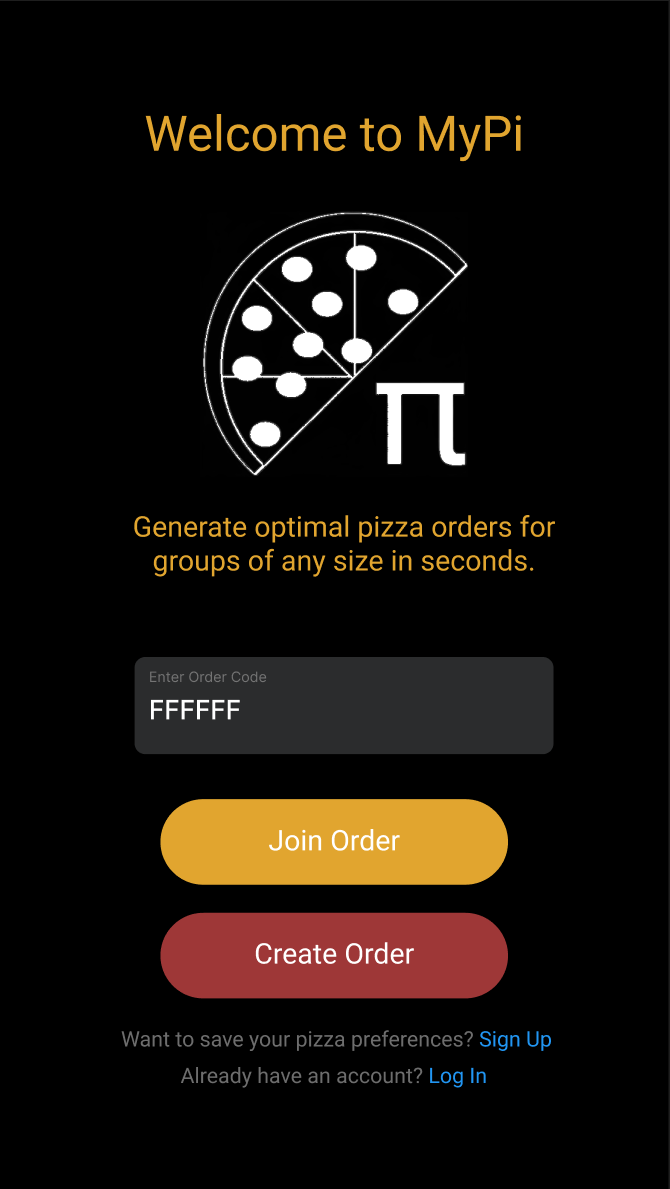 Welcome to MyPi
π
Generate optimal pizza orders for
groups of any size in seconds.
Enter Order Code
FFFFFF
Join Order
Create Order
Want to save your pizza preferences? Sign Up
Already have an account? Log In